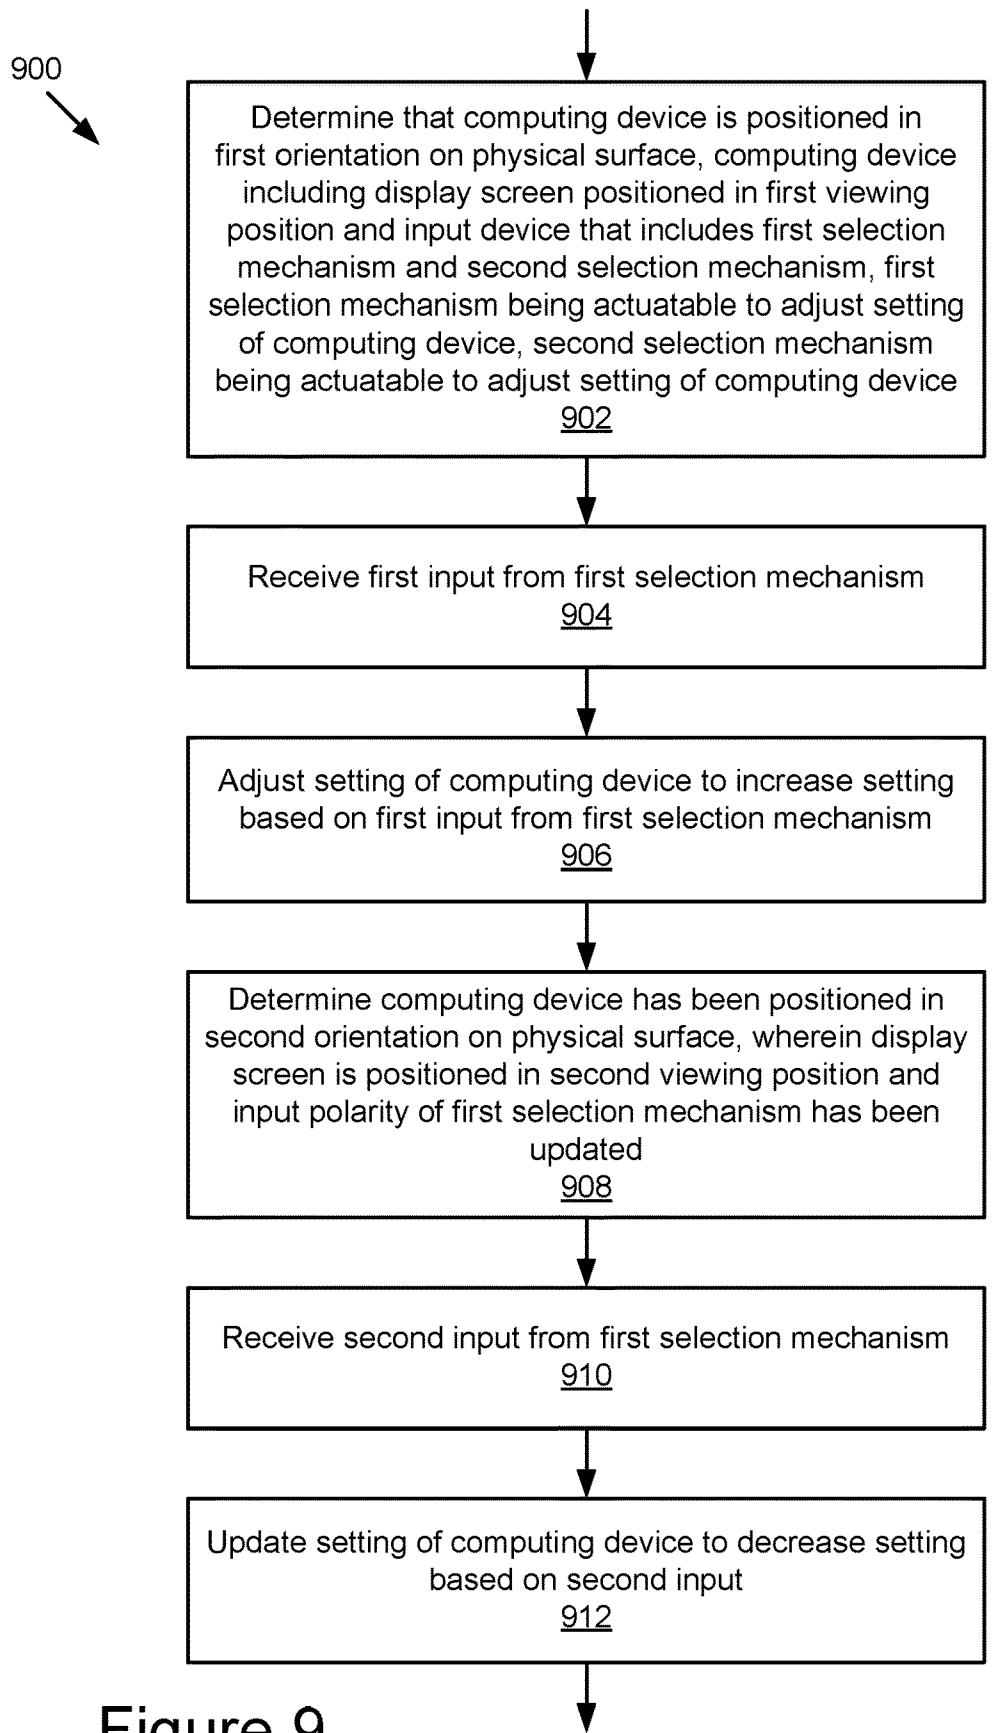 900
Determine that computing device is positioned in
first orientation on physical surface, computing device
including display screen positioned in first viewing
position and input device that includes first selection
mechanism and second selection mechanism, first
selection mechanism being actuatable to adjust setting
of computing device, second selection mechanism
being actuatable to adjust setting of computing device
902
Receive first input from first selection mechanism
904
Adjust setting of computing device to increase setting
based on first input from first selection mechanism
906
Determine computing device has been positioned in
second orientation on physical surface, wherein display
screen is positioned in second viewing position and
input polarity of first selection mechanism has been
updated
908
Receive second input from first selection mechanism
910
Update setting of computing device to decrease setting
based on second input
912
Figure 9